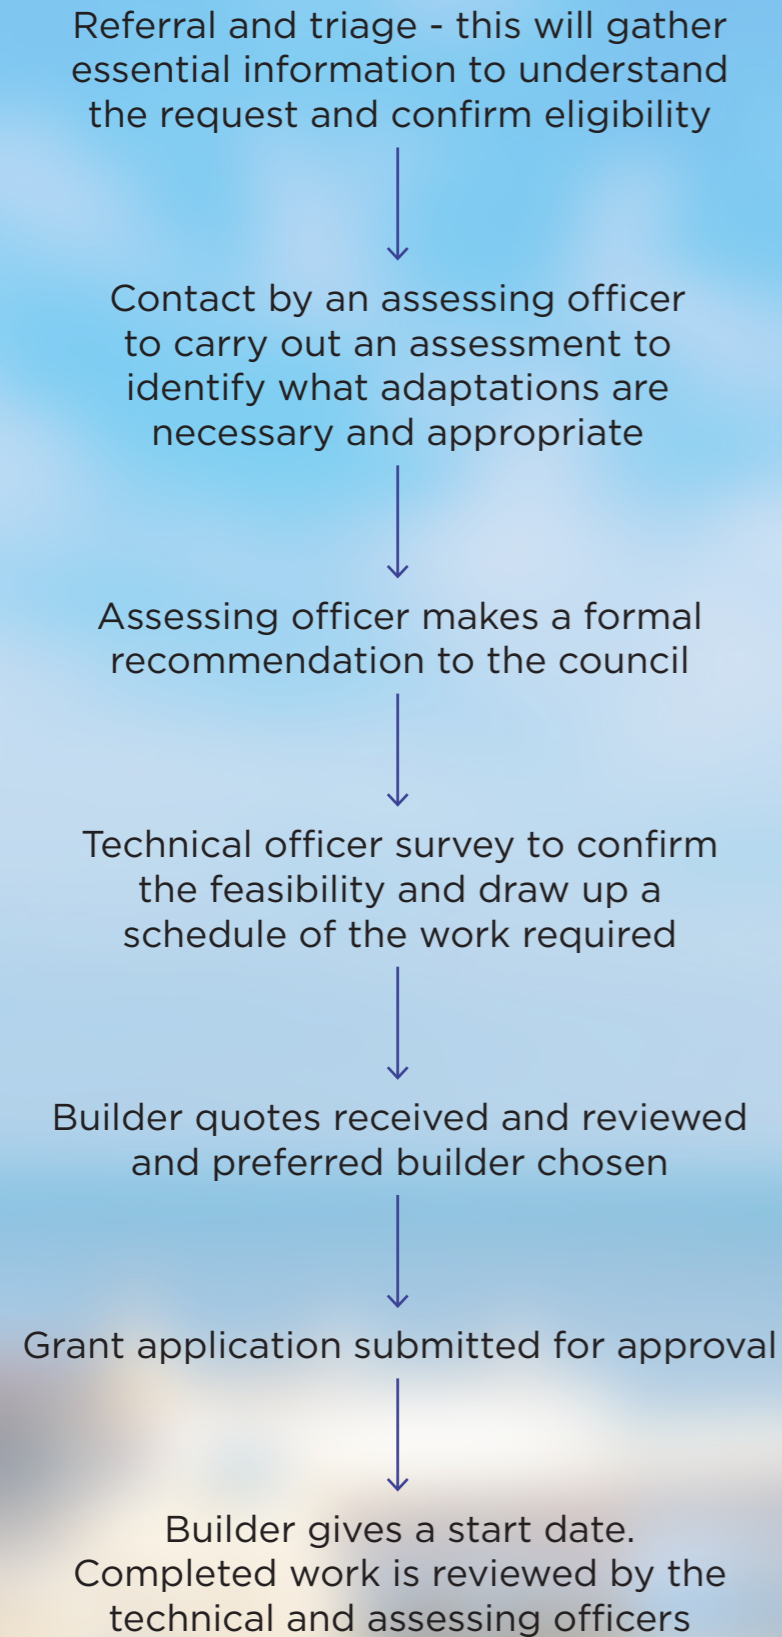 Referral and triage - this will gather
essential information to understand
the request and confirm eligibility
Contact by an assessing officer
to carry out an assessment to
identify what adaptations are
necessary and appropriate
Assessing officer makes a formal
recommendation to the council
Technical officer survey to confirm
the feasibility and draw up a
schedule of the work required
Builder quotes received and reviewed
and preferred builder chosen
Grant application submitted for approval
Builder gives a start date.
Completed work is reviewed by the
technical and assessing officers